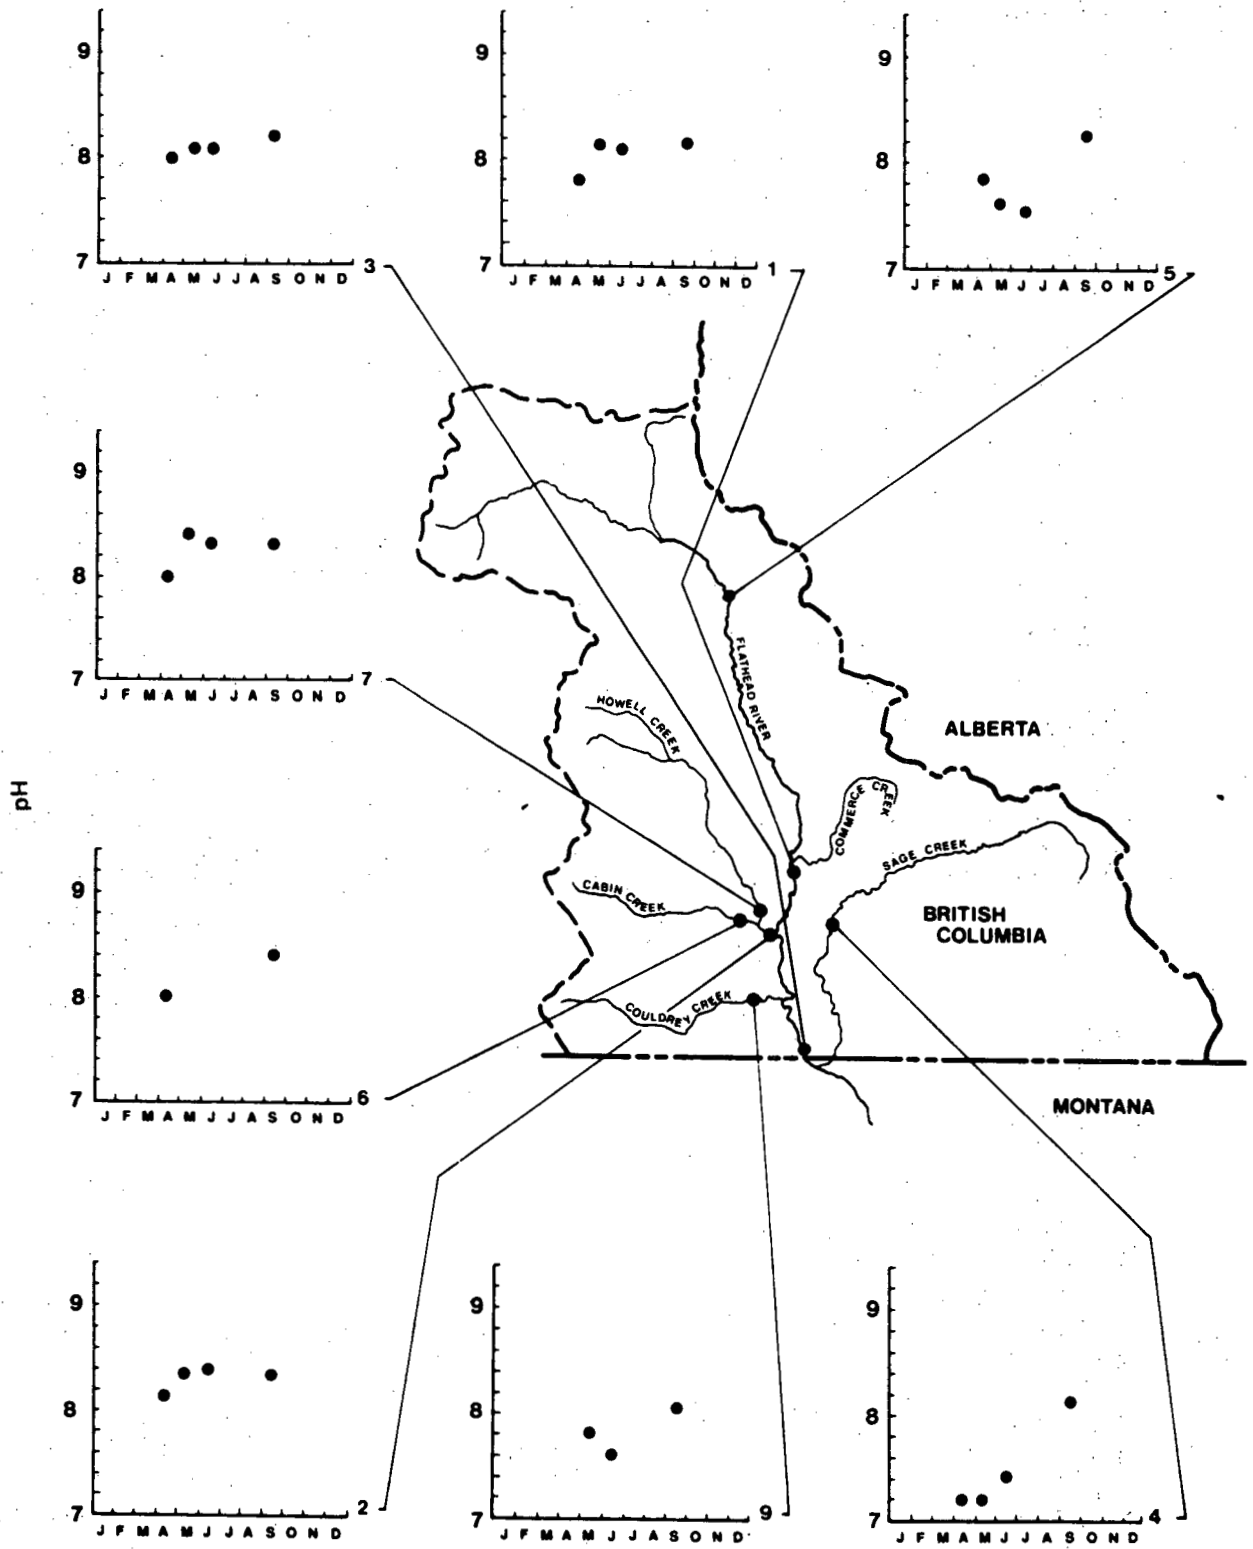 9
8
7
J F M A M J J A S O N D
3
9
8
7
J F M A M J J A S O N D
1
9
8
7
J F M A M J J A S O N D
5
9
8
7
J F M A M J J A S O N D
7
FLATHEAD RIVER
HOWELL CREEK
ALBERTA
pH
COMMERCE CREEK
SAGE CREEK
CABIN CREEK
BRITISH
COLUMBIA
9
8
7
J F M A M J J A S O N D
6
COULDREY CREEK
MONTANA
9
8
7
J F M A M J J A S O N D
2
9
8
7
J F M A M J J A S O N D
9
9
8
7
J F M A M J J A S O N D
4